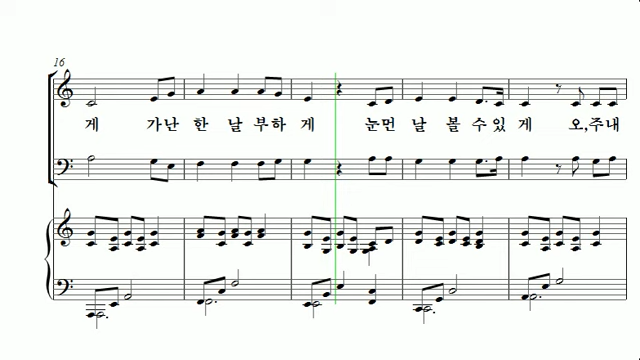 16
게 가난 한 날 부하 게 눈먼 날 볼 수있 게 오,주내